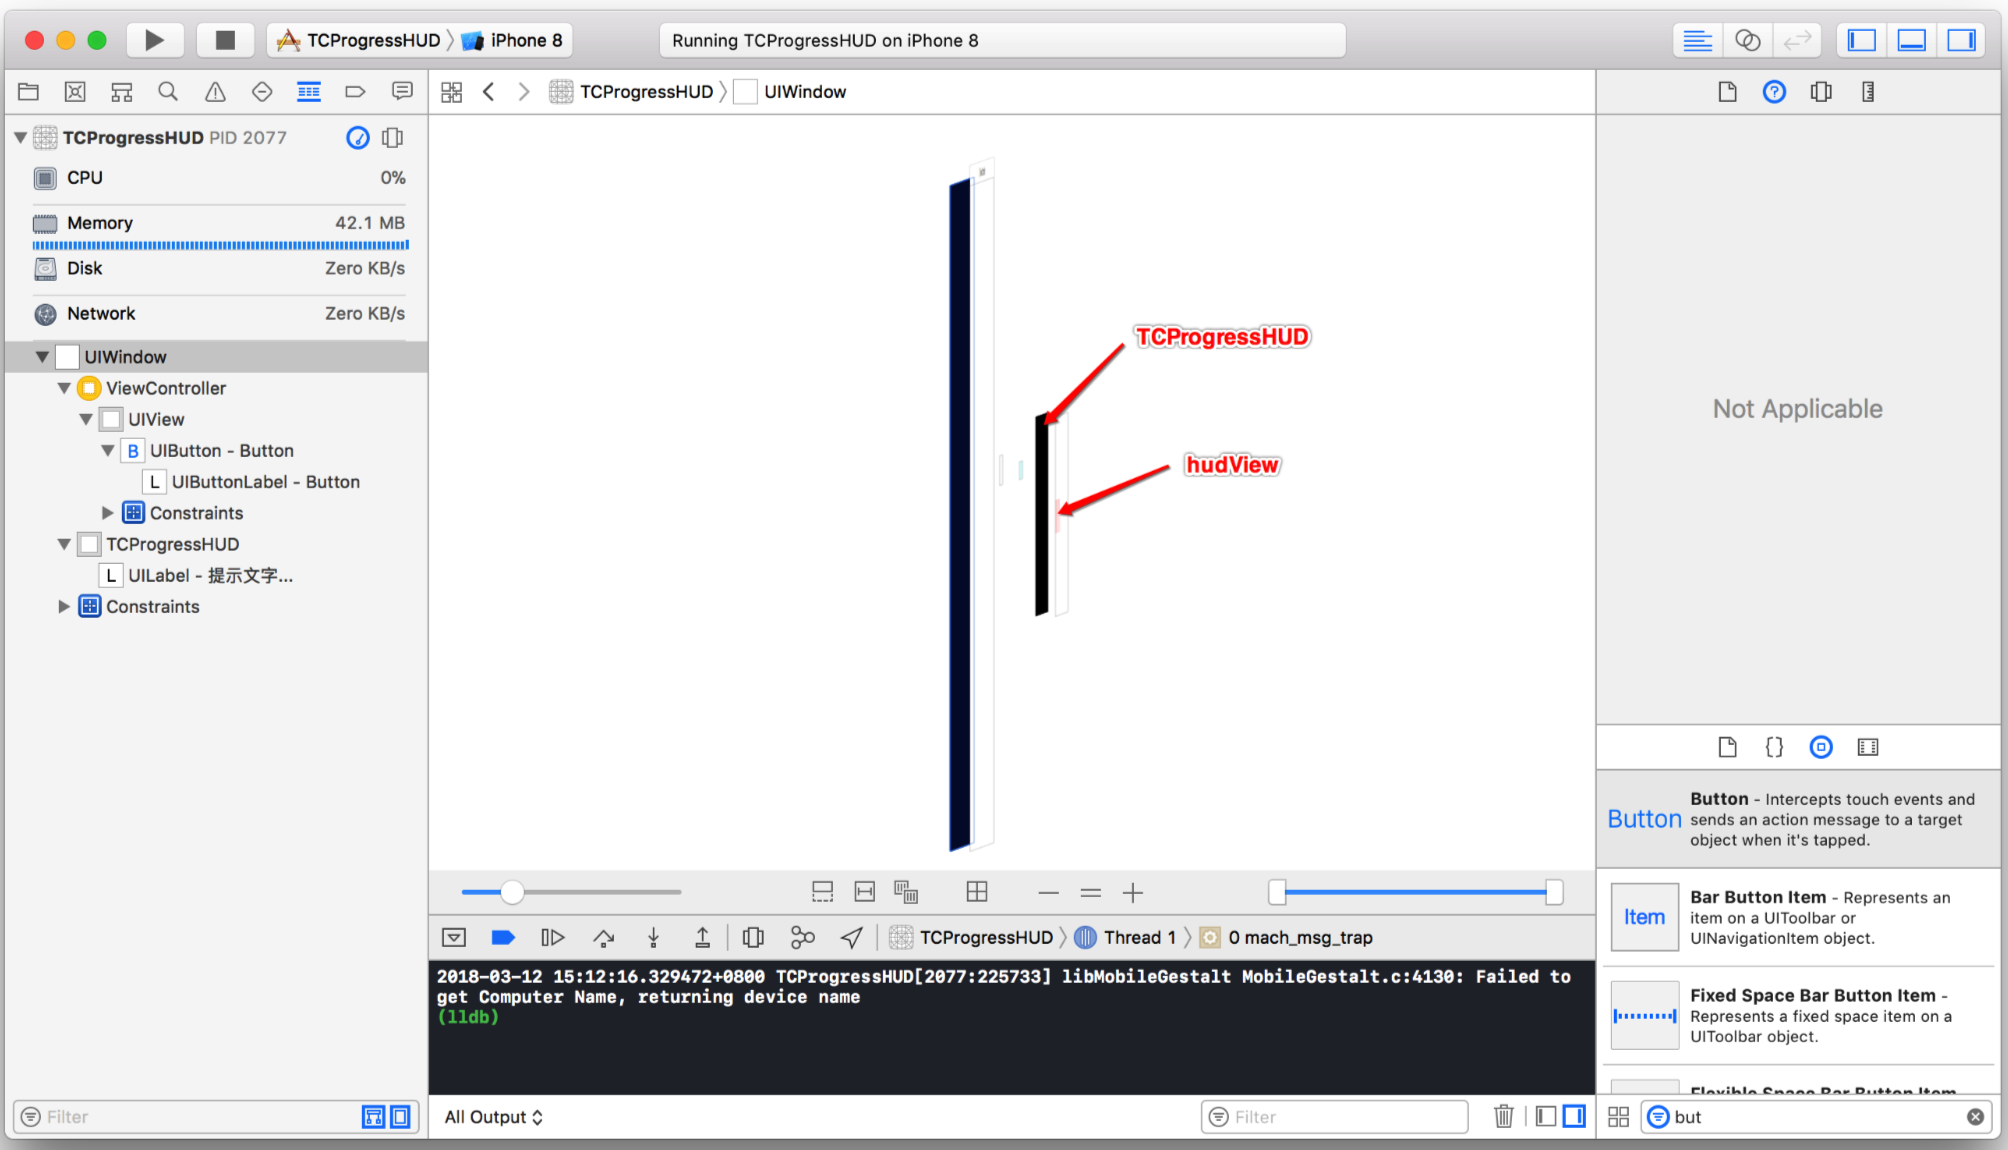 TCProgressHUD iPhone 8
Running TCProgressHUD on iPhone 8
TCProgressHUD UIWindow
TCProgressHUD PID 2077
CPU 0%
Memory 42.1 MB
Disk Zero KB/s
Network Zero KB/s
UIWindow
ViewController
UIView
B UIButton - Button
L UIButtonLabel - Button
Constraints
TCProgressHUD
L UILabel - 提示文字...
Constraints
Filter
TCProgressHUD
hudView
TCProgressHUD Thread 1 0 mach_msg_trap
2018-03-12 15:12:16.329472+0800 TCProgressHUD[2077:225733] libMobileGestalt MobileGestalt.c:4130: Failed to
get Computer Name, returning device name
(lldb)
All Output
Filter
Not Applicable
Button
Button - Intercepts touch events and
sends an action message to a target
object when it's tapped.
Item
Bar Button Item - Represents an
item on a UIToolbar or
UINavigationItem object.
Fixed Space Bar Button Item -
Represents a fixed space item on a
UIToolbar object.
Flexible Space Bar Button Item
but